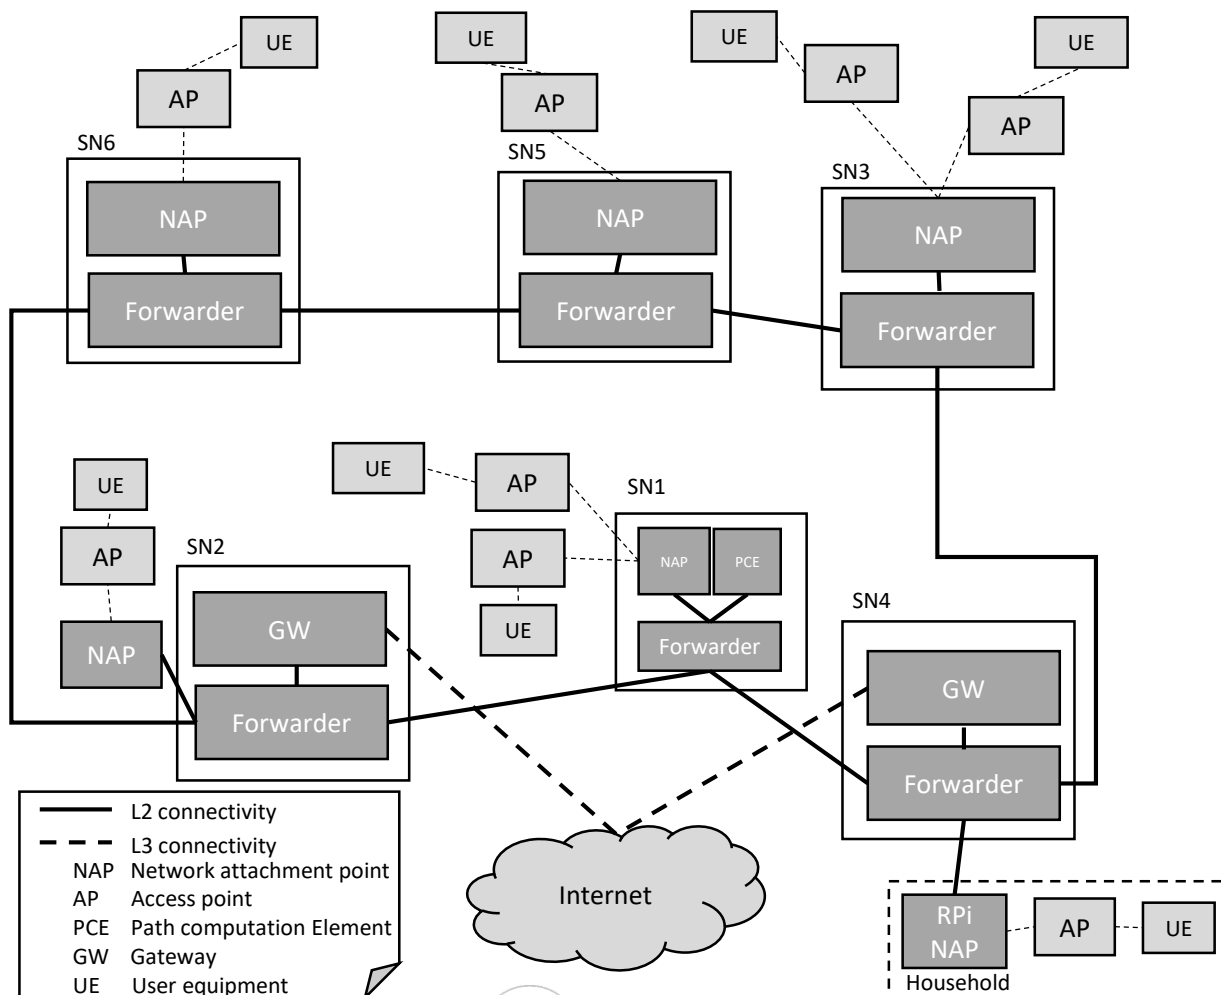 UE
UE
UE
UE
AP
AP
AP
AP
SN6
SN5
SN3
NAP
NAP
NAP
Forwarder
Forwarder
Forwarder
UE
AP
UE
AP
SN1
AP
UE
AP
SN2
NAP
PCE
GW
NAP
Forwarder
Forwarder
SN4
GW
Forwarder
L2 connectivity
L3 connectivity
NAP Network attachment point
AP Access point
PCE Path computation Element
GW Gateway
UE User equipment
Internet
RPi
NAP
AP
UE
Household